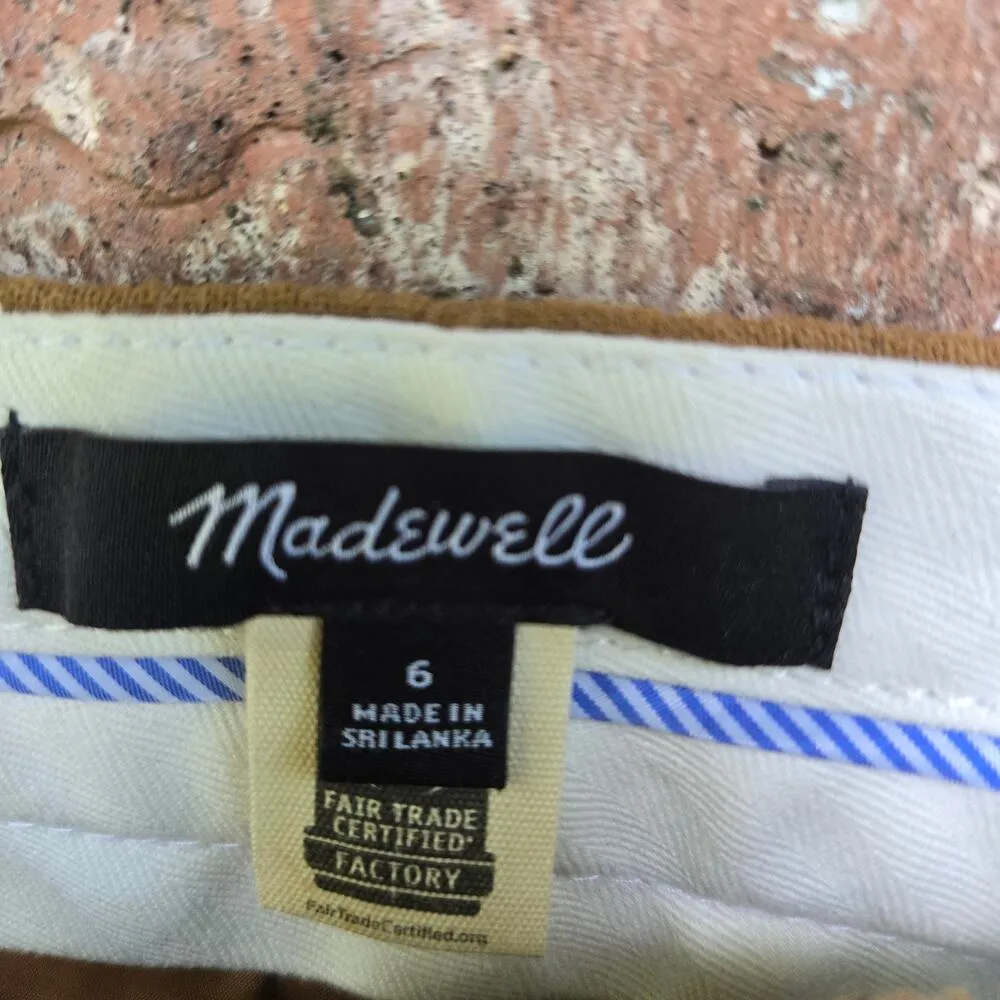 Madewell
6
MADE IN
SRI LANKA
FAIR TRADE
CERTIFIED
FACTORY
FairTradeCertified.org